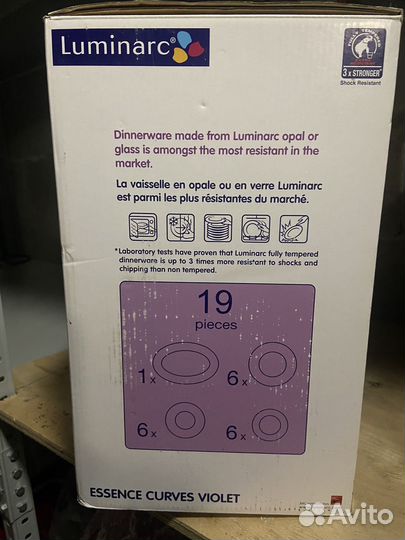 Luminarc®
FULLY TEMPERED
3 x STRONGER*
Shock Resistant
Dinnerware made from Luminarc opal or
glass is amongst the most resistant in the
market.
La vaisselle en opale ou en verre Luminarc
est parmi les plus résistantes du marché.
*Laboratory tests have proven that Luminarc fully tempered
dinnerware is up to 3 times more resistant to shocks and
chipping than non tempered.
19
pieces
1x
6x
6x
6x
ESSENCE CURVES VIOLET
Avito